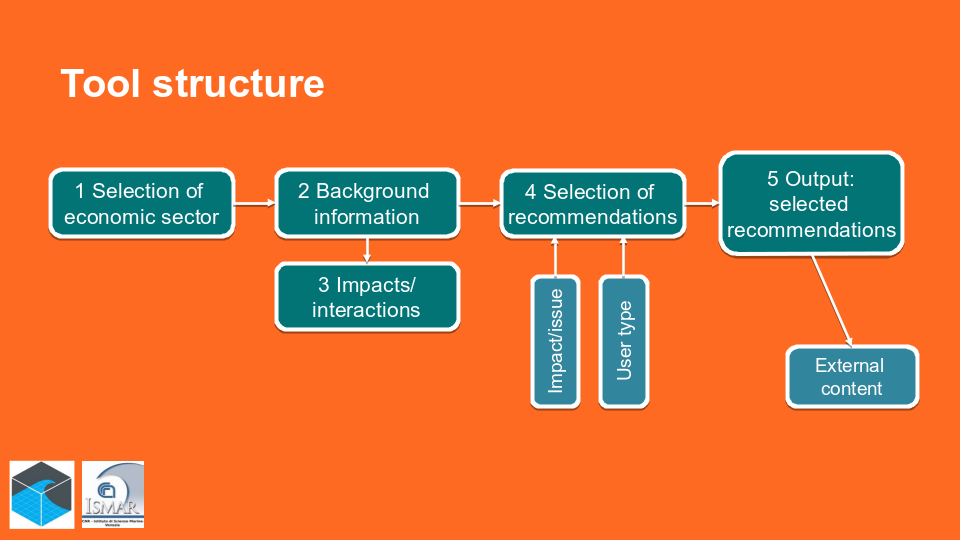 Tool structure
1 Selection of
economic sector
2 Background
information
4 Selection of
recommendations
5 Output:
selected
recommendations
3 Impacts/
interactions
Impact/issue
User type
External
content
ISMAR
CNR - Istituto di Scienze Marine
Venezia